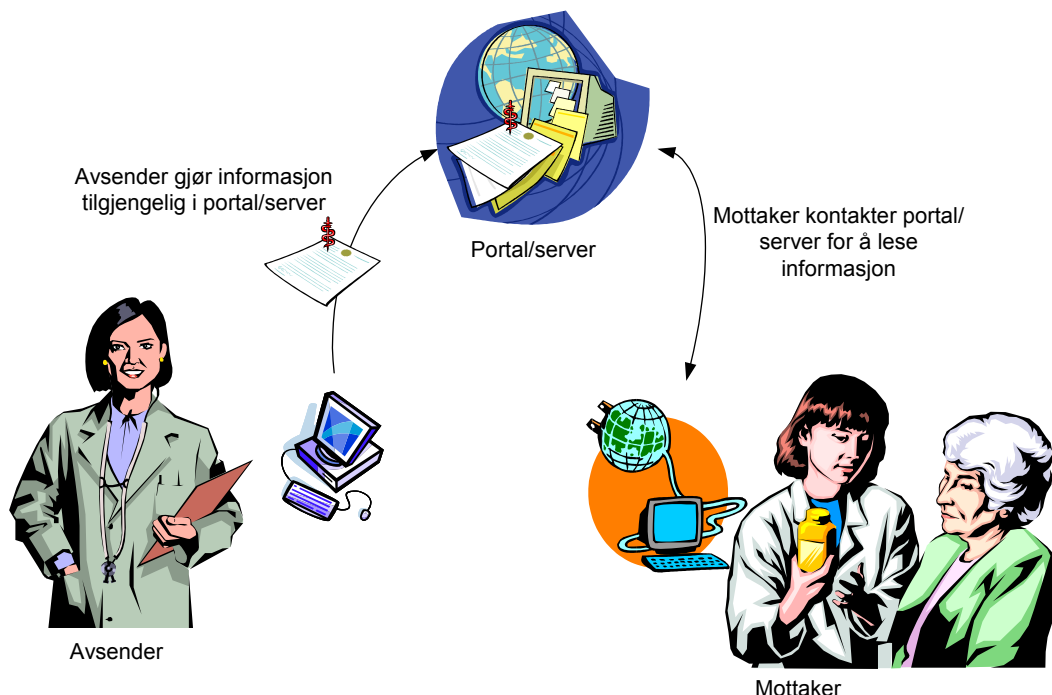 Avsender gjør informasjon
tilgjengelig i portal/server
Portal/server
Mottaker kontakter portal/
server for å lese
informasjon
Avsender
Mottaker